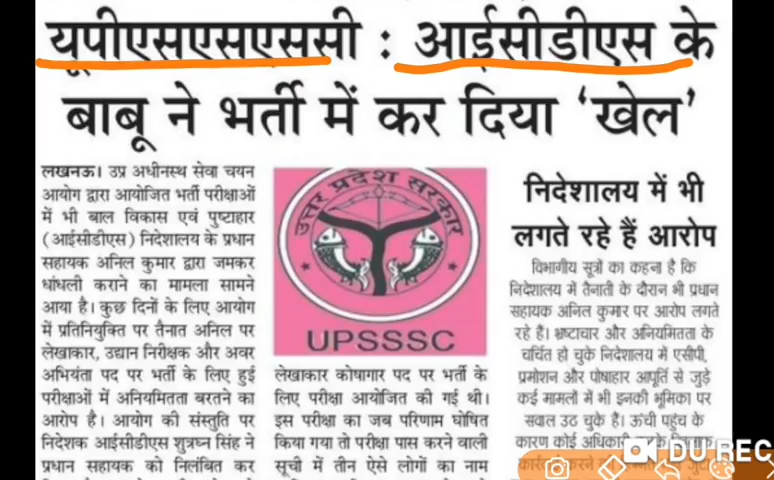 यूपीएसएसएससी : आईसीडीएस के
बाबू ने भर्ती में कर दिया ‘खेल’
लखनऊ। उप्र अधीनस्थ सेवा चयन
आयोग द्वारा आयोजित भर्ती परीक्षाओं
में भी बाल विकास एवं पुष्टाहार
(आईसीडीएस) निदेशालय के प्रधान
सहायक अनिल कुमार द्वारा जमकर
धांधली कराने का मामला सामने
आया है। कुछ दिनों के लिए आयोग
में प्रतिनियुक्ति पर तैनात अनिल पर
लेखाकार, उद्यान निरीक्षक और अवर
अभियंता पद पर भर्ती के लिए हुई
परीक्षाओं में अनियमितता बरतने का
आरोप है। आयोग की संस्तुति पर
निदेशक आईसीडीएस शुत्रघ्न सिंह ने
प्रधान सहायक को निलंबित कर
उत्तर प्रदेश सरकार
UPSSSC
लेखाकार कोषागार पद पर भर्ती के
लिए परीक्षा आयोजित की गई थी।
इस परीक्षा का जब परिणाम घोषित
किया गया तो परीक्षा पास करने वाली
सूची में तीन ऐसे लोगों का नाम
निदेशालय में भी
लगते रहे हैं आरोप
विभागीय सूत्रों का कहना है कि
निदेशालय में तैनाती के दौरान भी प्रधान
सहायक अनिल कुमार पर आरोप लगते
रहे हैं। भ्रष्टाचार और अनियमितता के
चर्चित हो चुके निदेशालय में एसीपी,
प्रमोशन और पोषाहार आपूर्ति से जुड़े
कई मामलों में भी इनकी भूमिका पर
सवाल उठ चुके हैं। ऊंची पहुंच के
कारण कोई अधिकारी
DU REC